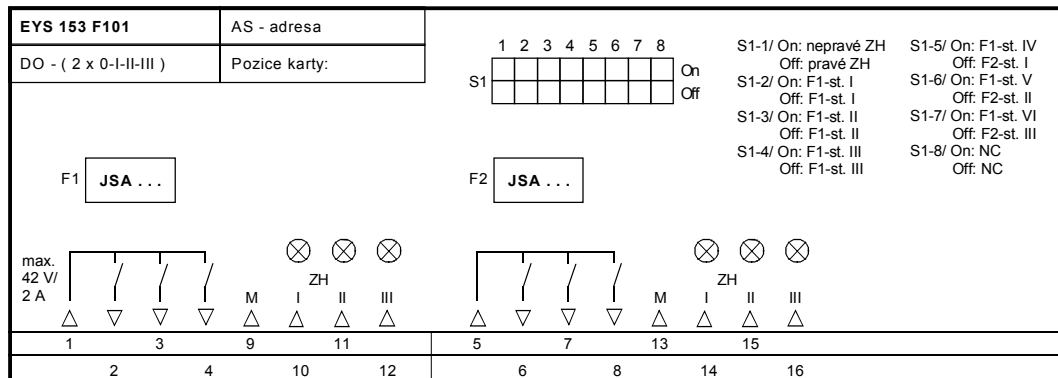 EYS 153 F101
AS - adresa
DO - ( 2 x 0-I-II-III )
Pozice karty:
1 2 3 4 5 6 7 8
S1
On
Off
S1-1/ On: nepravé ZH
Off: pravé ZH
S1-2/ On: F1-st. I
Off: F1-st. I
S1-3/ On: F1-st. II
Off: F1-st. II
S1-4/ On: F1-st. III
Off: F1-st. III
S1-5/ On: F1-st. IV
Off: F2-st. I
S1-6/ On: F1-st. V
Off: F2-st. II
S1-7/ On: F1-st. VI
Off: F2-st. III
S1-8/ On: NC
Off: NC
F1 JSA . . .
F2 JSA . . .
max.
42 V/
2 A
ZH
M I II III
ZH
M I II III
1 3 9 11 5 7 13 15
2 4 10 12 6 8 14 16